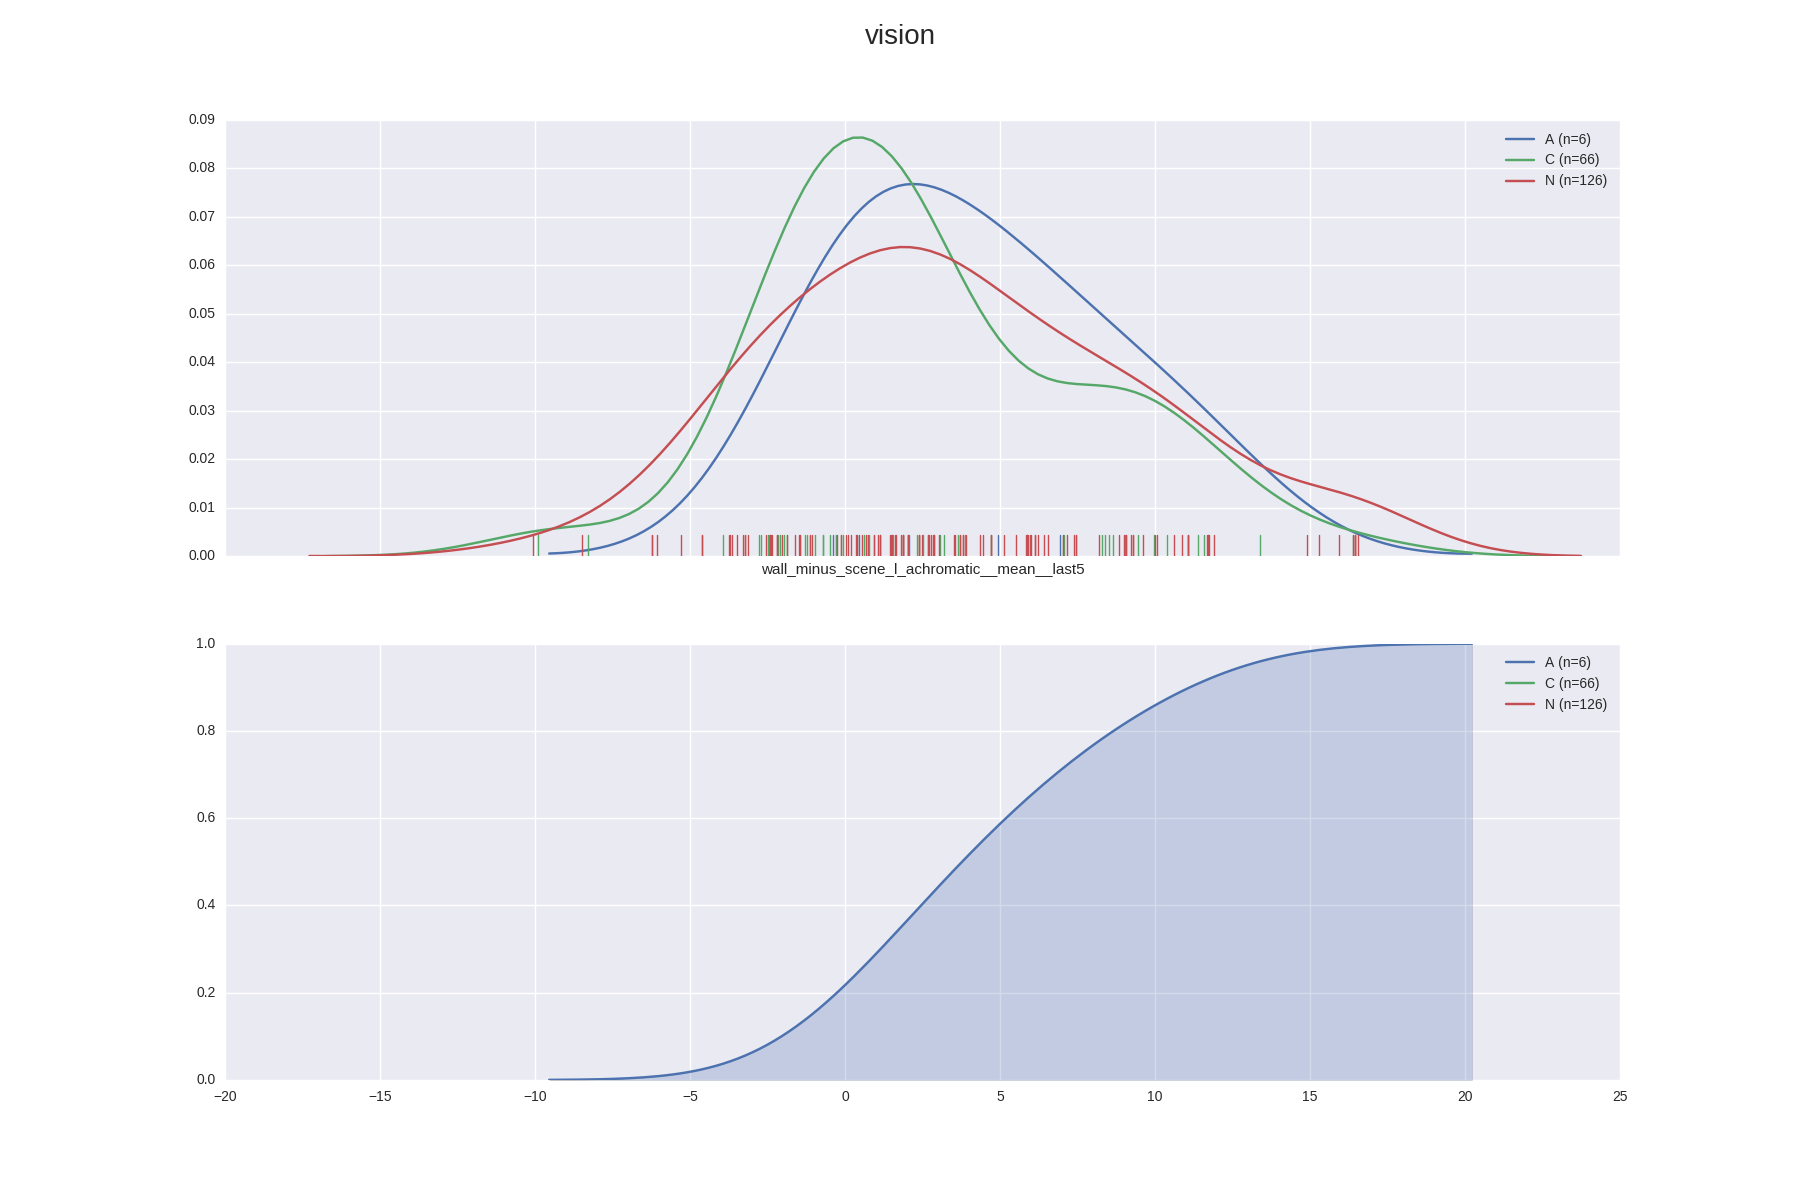 vision
0.09
0.08
0.07
0.06
0.05
0.04
0.03
0.02
0.01
0.00
A (n=6)
C (n=66)
N (n=126)
wall_minus_scene_l_achromatic__mean__last5
1.0
0.8
0.6
0.4
0.2
0.0
A (n=6)
C (n=66)
N (n=126)
−20 −15 −10 −5 0 5 10 15 20 25